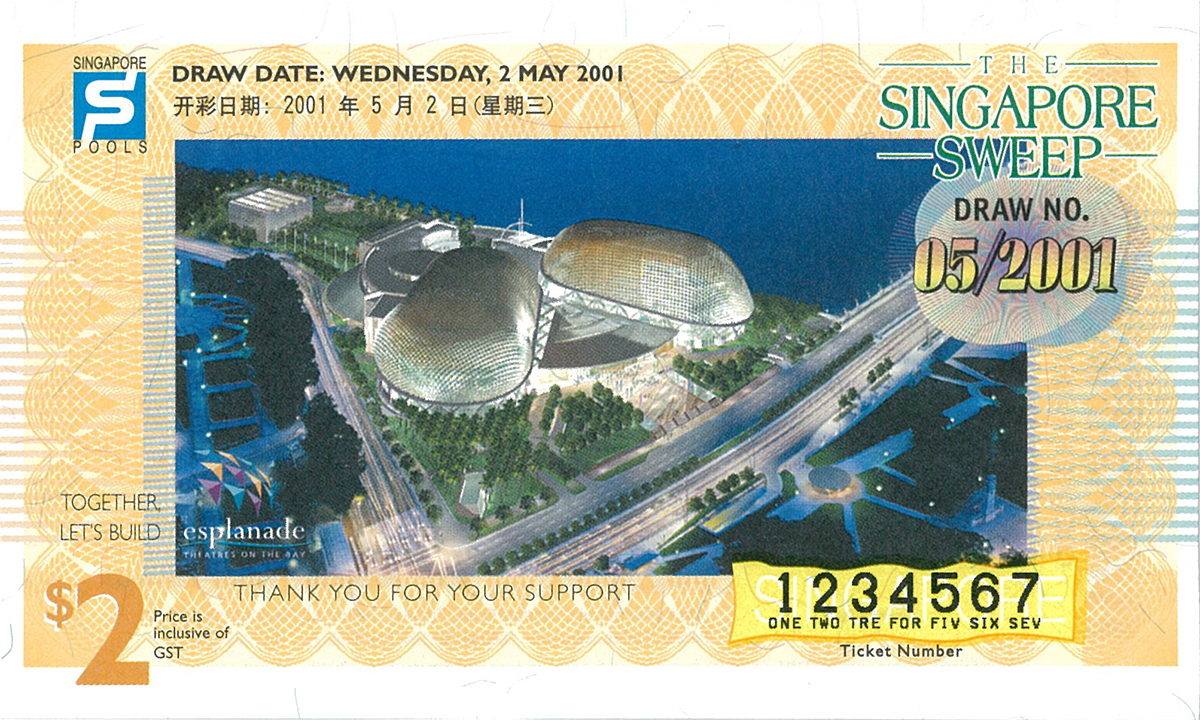 SINGAPORE
POOLS
DRAW DATE: WEDNESDAY, 2 MAY 2001
开彩日期: 2001 年 5 月 2 日(星期三)
THE
SINGAPORE
SWEEP
DRAW NO.
05/2001
TOGETHER,
LET'S BUILD
esplanade
THEATRES ON THE BAY
THANK YOU FOR YOUR SUPPORT
$2
Price is
inclusive of
GST
SINGAPORE
1234567
ONE TWO TRE FOR FIV SIX SEV
Ticket Number